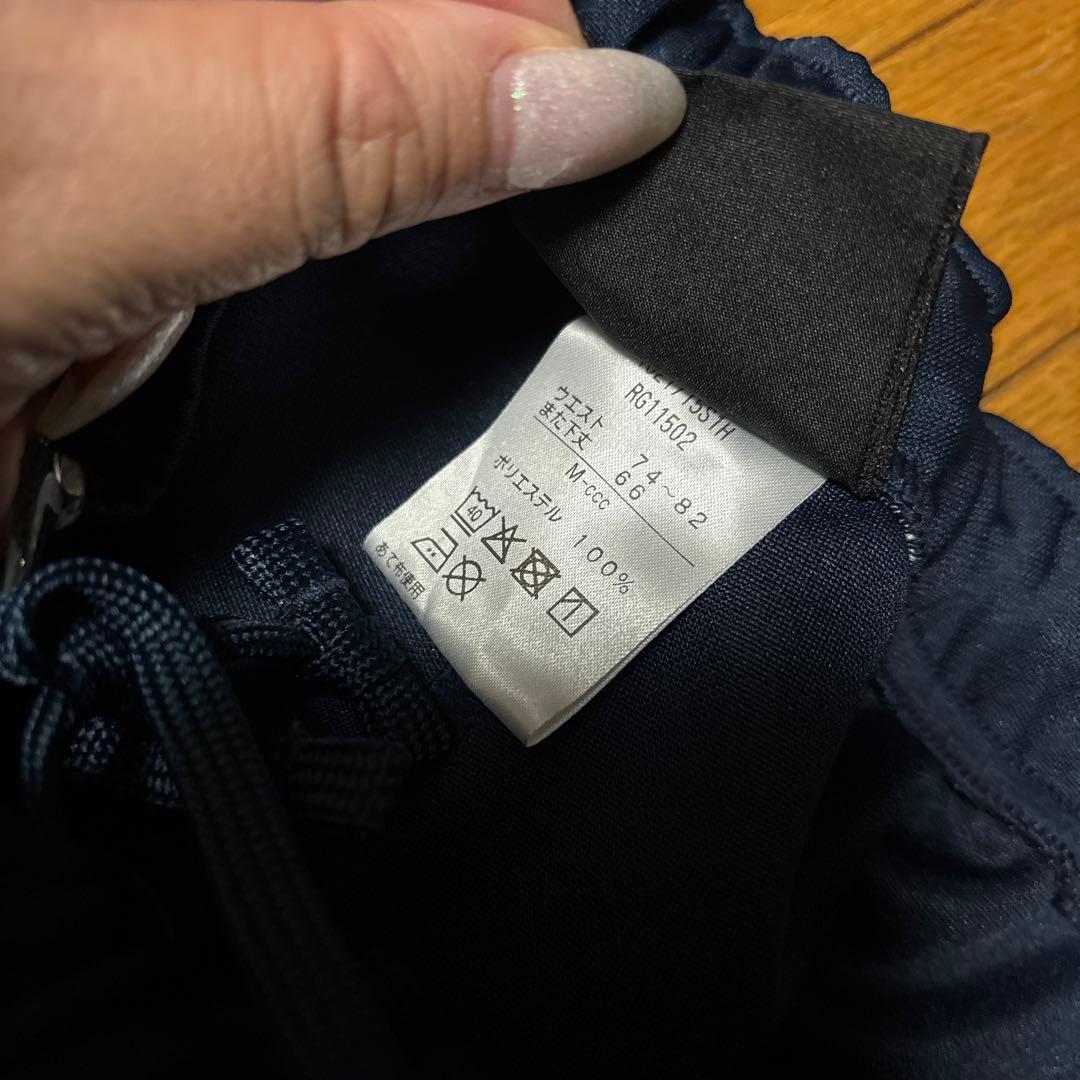 RG11502
ウエスト 74～82
また下丈 66
M-ccc
ポリエステル 100%
40
あて布使用